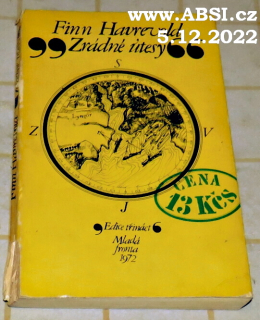 www.ABSI.cz
5.12.2022
Finn Havrevold
„Zrádné útesy“
S
Z
V
J
CENA
13 Kčs
„Edice třináct“
Mladá
fronta
1972
Finn Havrevold